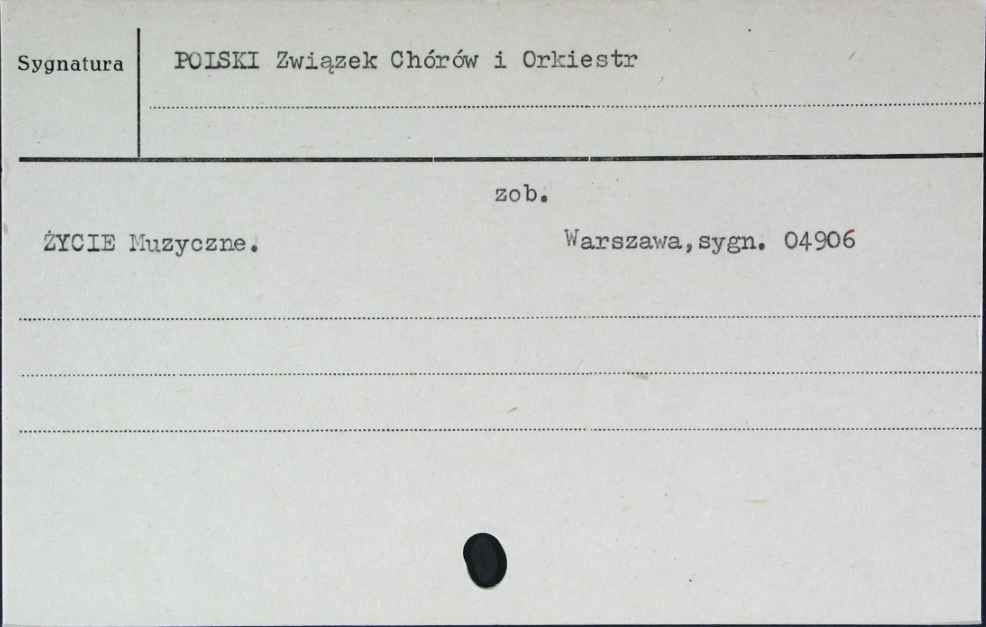 Sygnatura
POLSKI Związek Chórów i Orkiestr
zob.
ŻYCIE Muzyczne. Warszawa,sygn. 04906